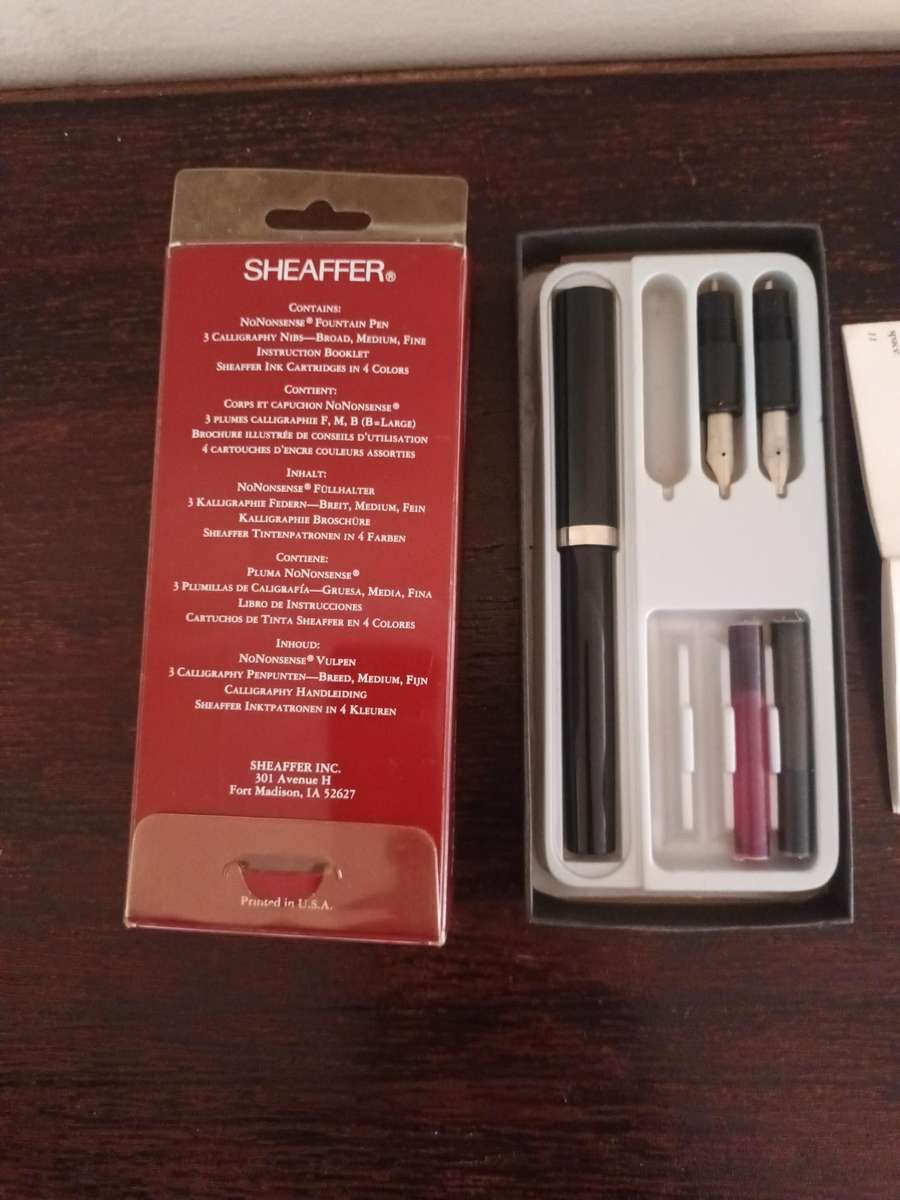 SHEAFFER®
CONTAINS:
NONONSENSE® FOUNTAIN PEN
3 CALLIGRAPHY NIBS—BROAD, MEDIUM, FINE
INSTRUCTION BOOKLET
SHEAFFER INK CARTRIDGES IN 4 COLORS
CONTIENT:
CORPS ET CAPUCHON NONONSENSE®
3 PLUMES CALLIGRAPHIE F, M, B (B=LARGE)
BROCHURE ILLUSTRÉE DE CONSEILS D'UTILISATION
4 CARTOUCHES D'ENCRE COULEURS ASSORTIES
INHALT:
NONONSENSE® FÜLLHALTER
3 KALLIGRAPHIE FEDERN—BREIT, MEDIUM, FEIN
KALLIGRAPHIE BROSCHÜRE
SHEAFFER TINTENPATRONEN IN 4 FARBEN
CONTIENE:
PLUMA NONONSENSE®
3 PLUMILLAS DE CALIGRAFÍA—GRUESA, MEDIA, FINA
LIBRO DE INSTRUCCIONES
CARTUCHOS DE TINTA SHEAFFER EN 4 COLORES
INHOUD:
NONONSENSE® VULPEN
3 CALLIGRAPHY PENPUNTEN—BREED, MEDIUM, FIJN
CALLIGRAPHY HANDLEIDING
SHEAFFER INKTPATRONEN IN 4 KLEUREN
SHEAFFER INC.
301 Avenue H
Fort Madison, IA 52627
Printed in U.S.A.